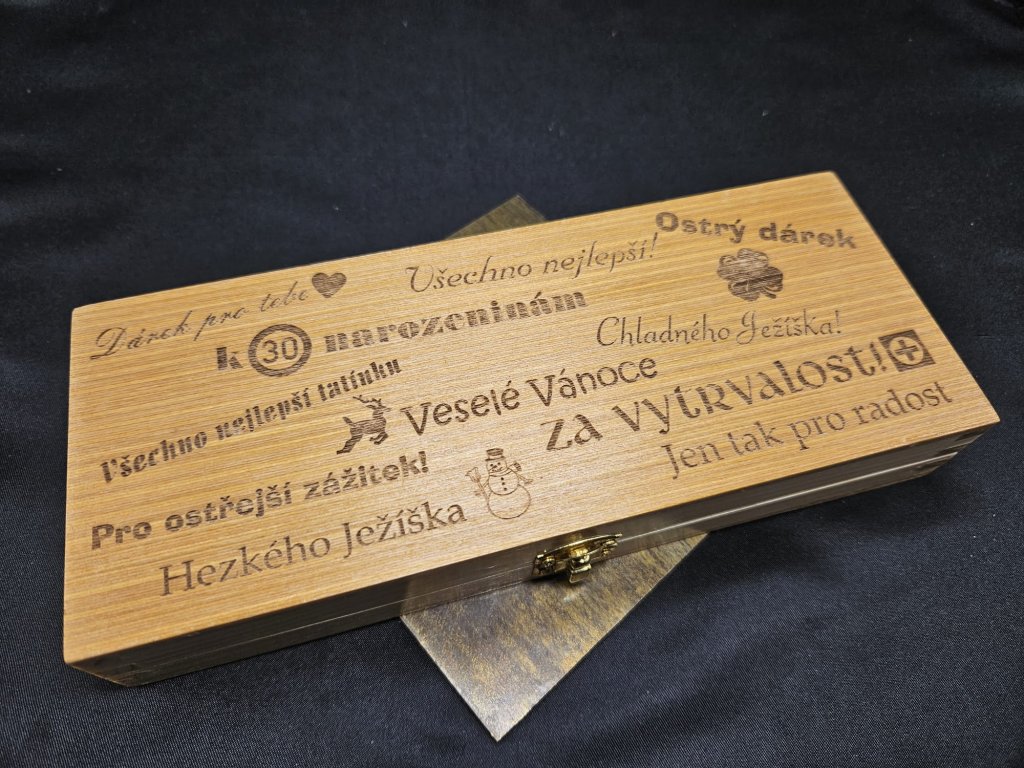 Dárek pro tebe
Všechno nejlepší!
Ostrý dárek
k 30 narozeninám
Chladného Ježíška!
Všechno nejlepší tatínku
Veselé Vánoce
za vytrvalost!
Pro ostřejší zážitek!
Jen tak pro radost
Hezkého Ježíška